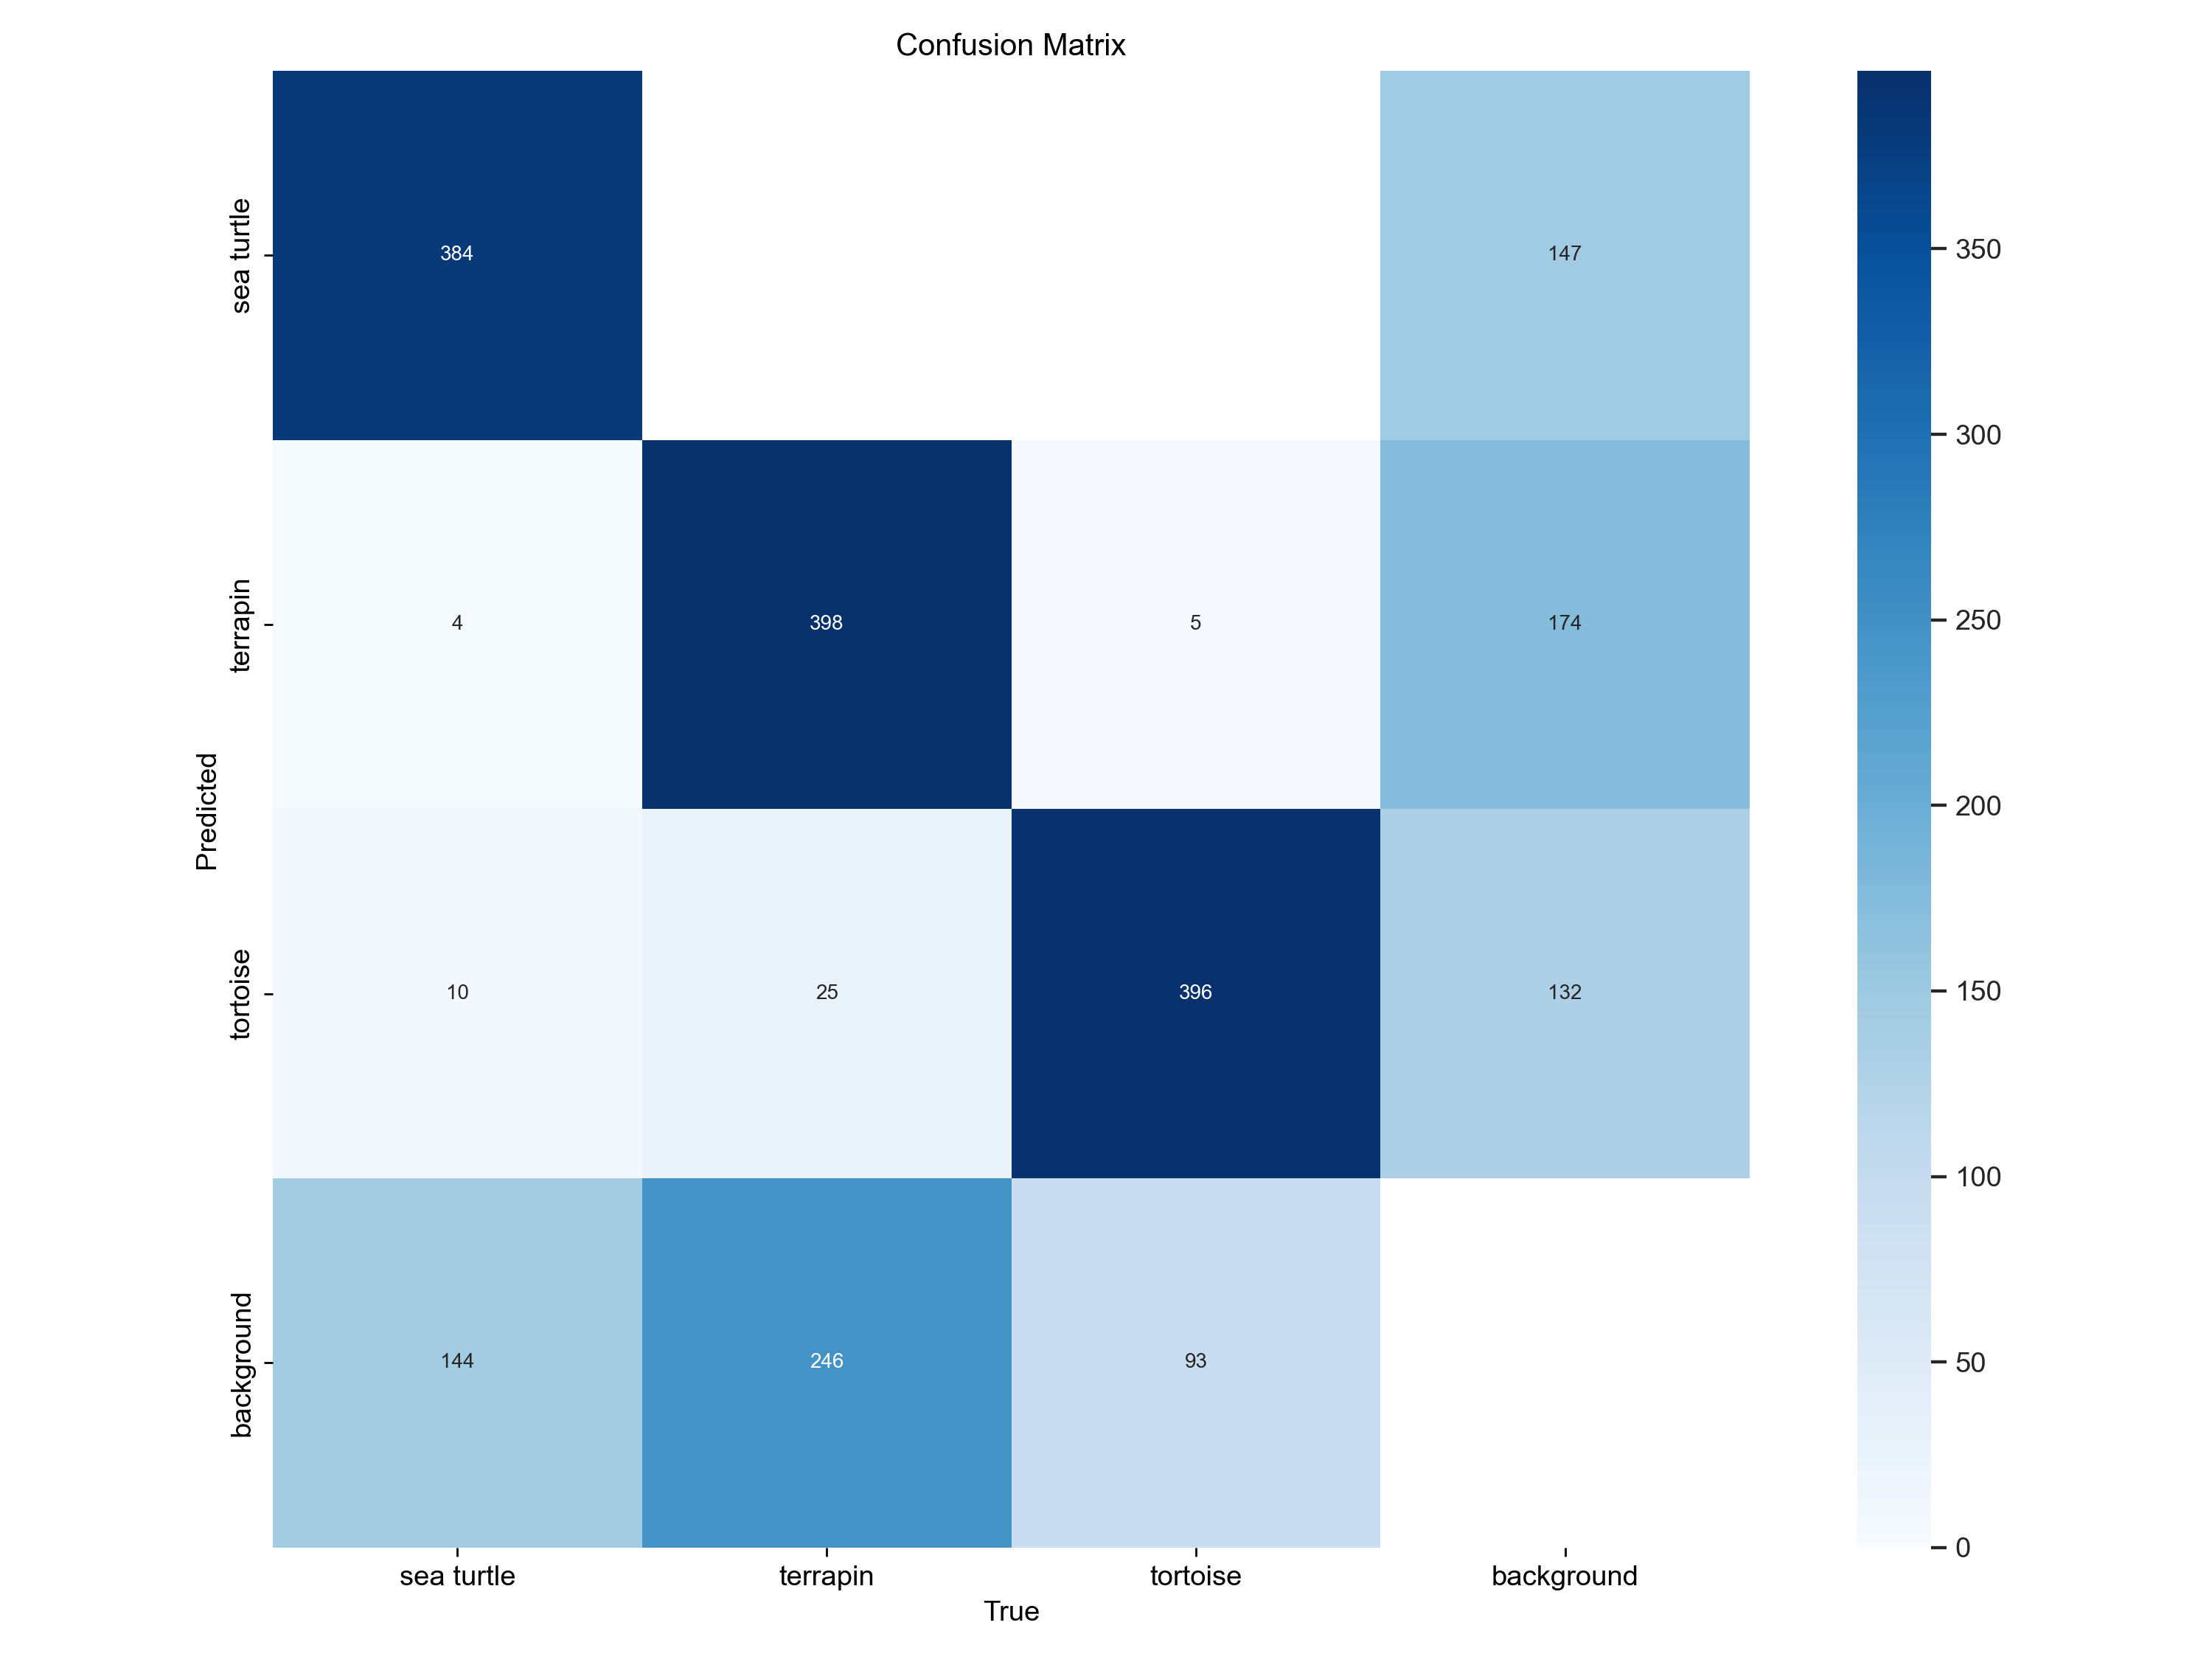 Confusion Matrix
sea turtle
384
147
350
300
terrapin
4
398
5
174
250
Predicted
200
tortoise
10
25
396
132
150
100
background
144
246
93
50
0
sea turtle
terrapin
tortoise
background
True